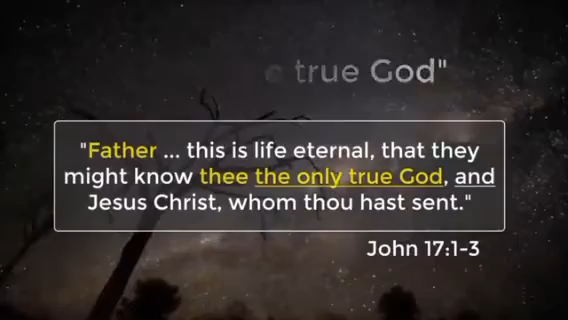 true God"
"Father ... this is life eternal, that they
might know thee the only true God, and
Jesus Christ, whom thou hast sent."
John 17:1-3